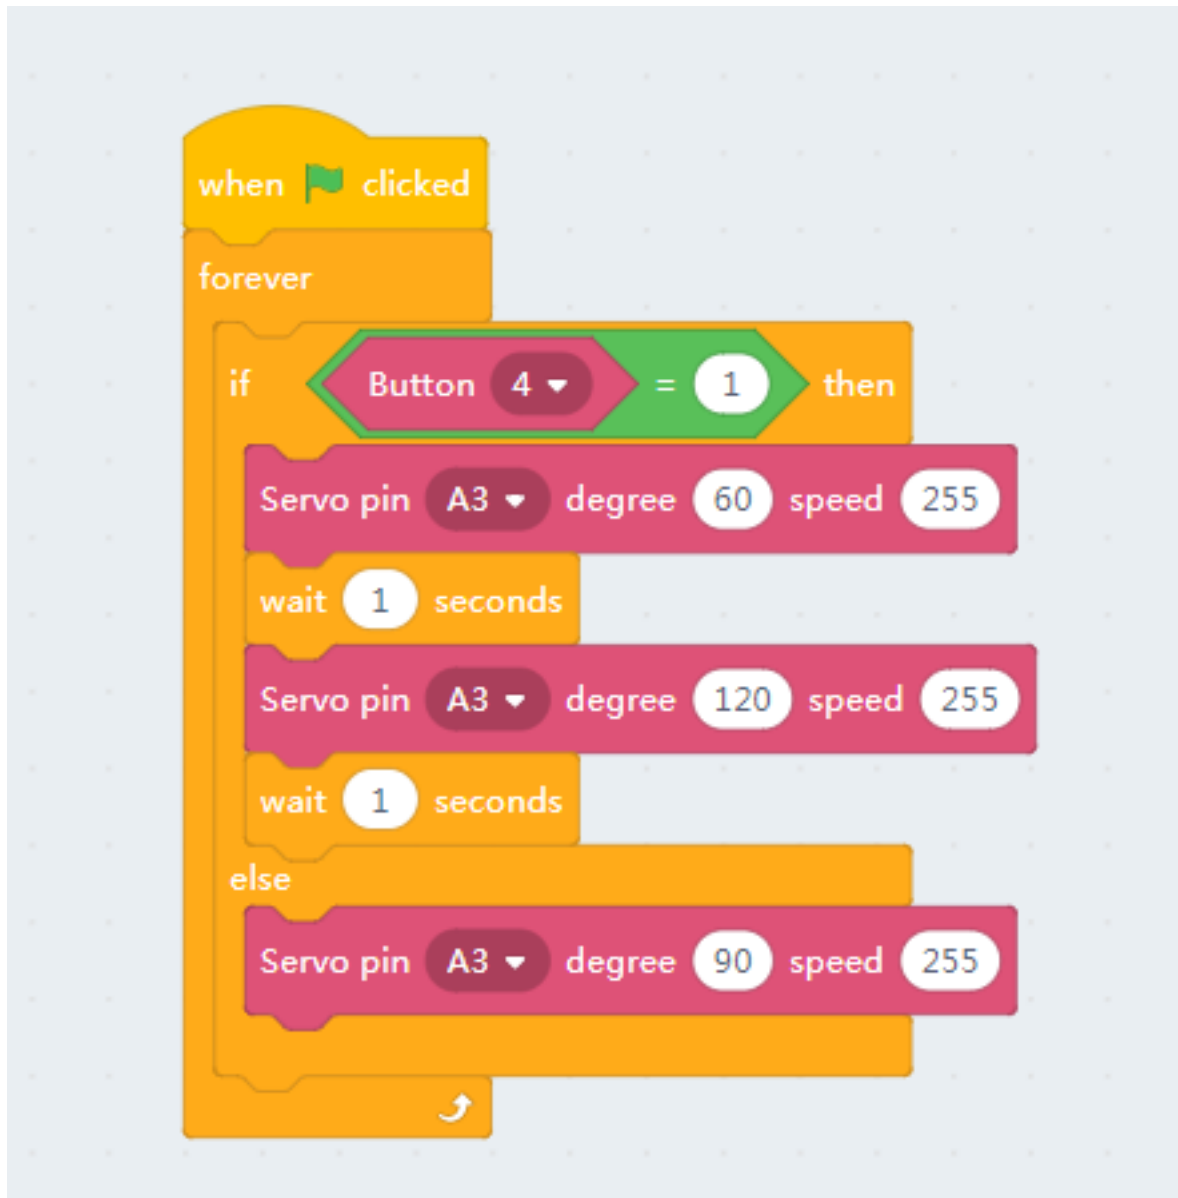 when clicked
forever
if Button 4 = 1 then
Servo pin A3 degree 60 speed 255
wait 1 seconds
Servo pin A3 degree 120 speed 255
wait 1 seconds
else
Servo pin A3 degree 90 speed 255